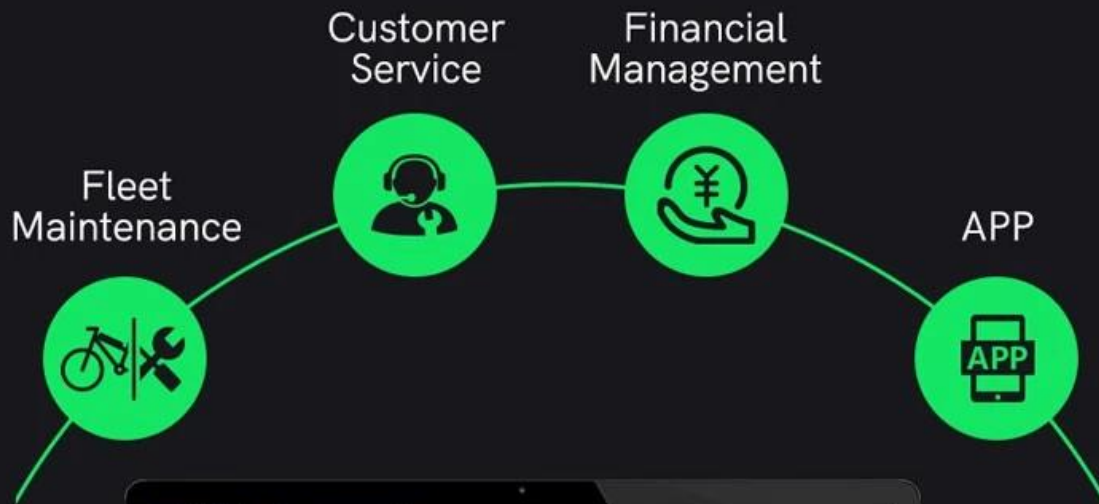 Customer
Service
Financial
Management
Fleet
Maintenance
APP
APP
¥